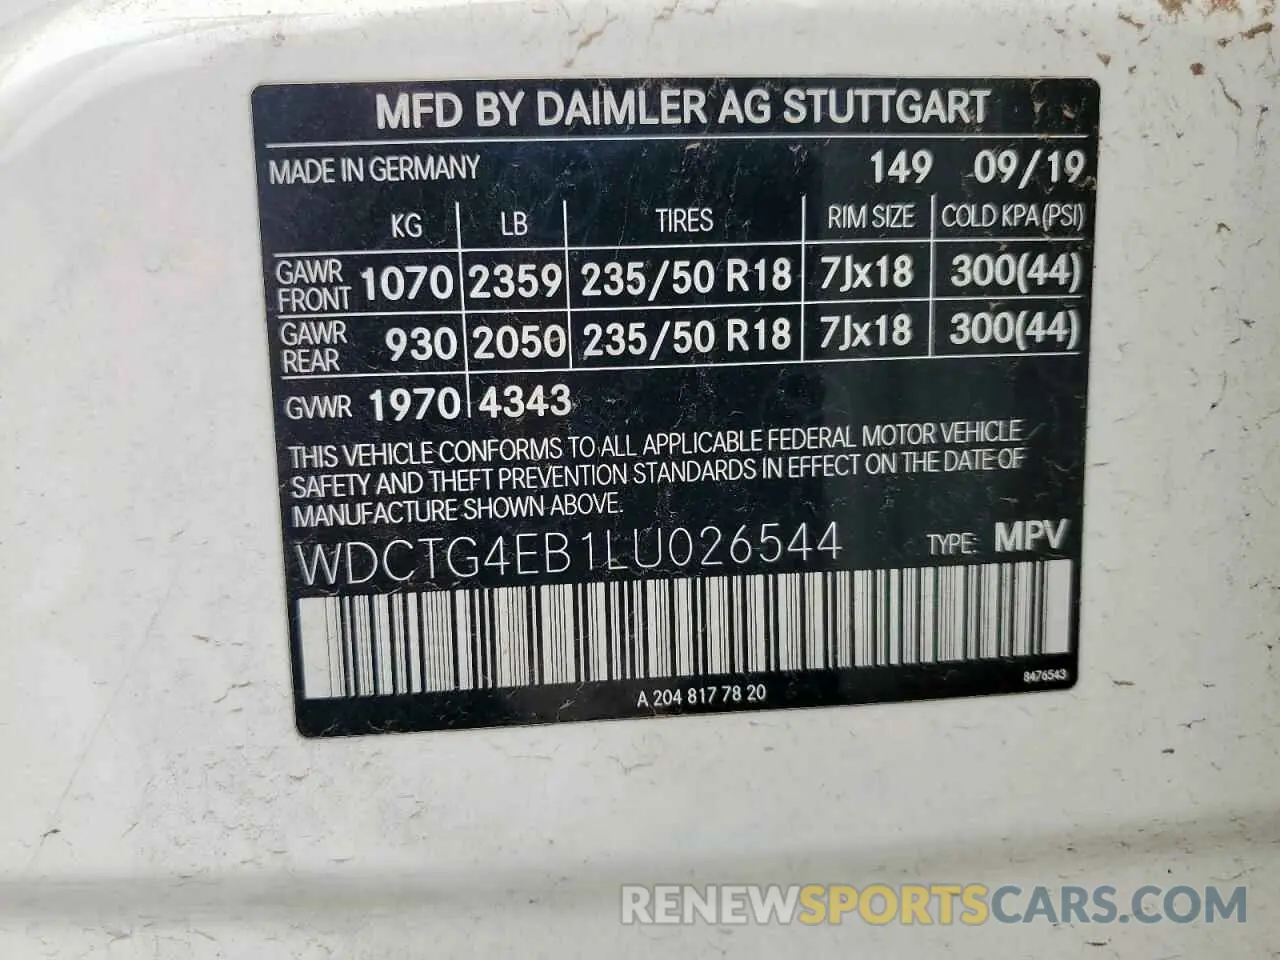 MFD BY DAIMLER AG STUTTGART
MADE IN GERMANY 149 09/19
KG LB TIRES RIM SIZE COLD KPA (PSI)
GAWR FRONT 1070 2359 235/50 R18 7Jx18 300(44)
GAWR REAR 930 2050 235/50 R18 7Jx18 300(44)
GVWR 1970 4343
THIS VEHICLE CONFORMS TO ALL APPLICABLE FEDERAL MOTOR VEHICLE
SAFETY AND THEFT PREVENTION STANDARDS IN EFFECT ON THE DATE OF
MANUFACTURE SHOWN ABOVE.
WDCTG4EB1LU026544 TYPE: MPV
8476543
A 204 817 78 20
RENEWSPORTSCARS.COM